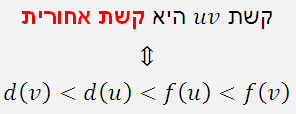 קשת uv היא קשת אחורית
⇕
d(v) < d(u) < f(u) < f(v)